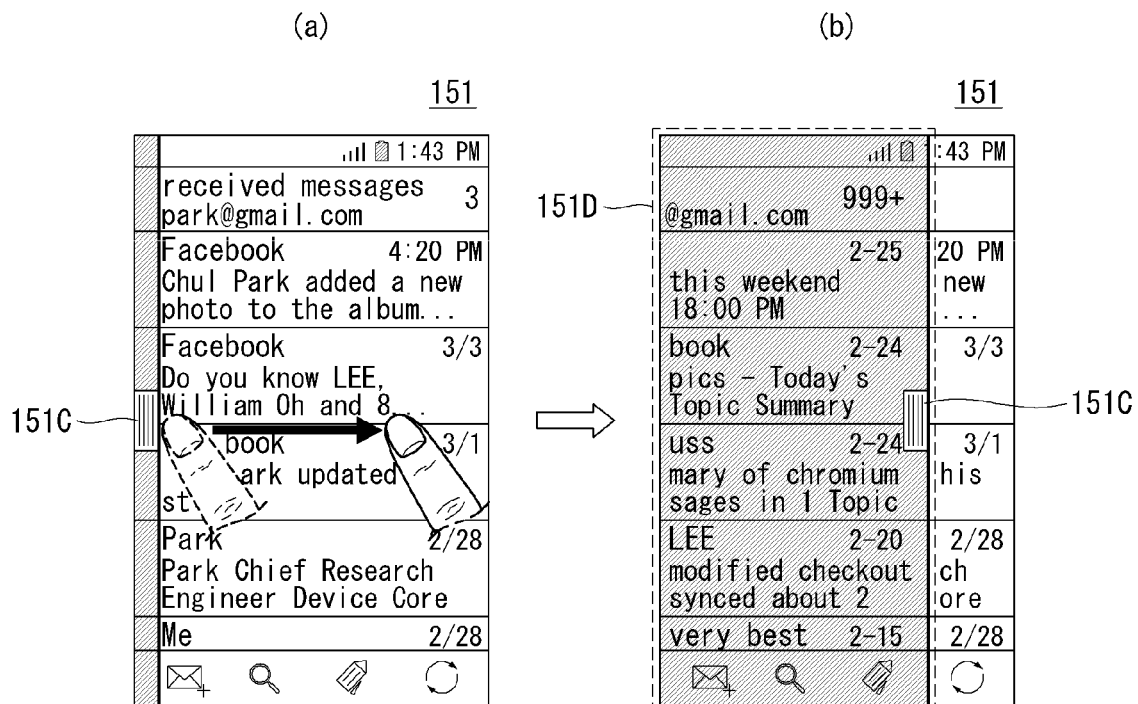 (a)
151
1:43 PM
received messages 3
park@gmail.com
Facebook 4:20 PM
Chul Park added a new
photo to the album...
Facebook 3/3
Do you know LEE,
William Oh and 8...
book 3/1
ark updated
st
Park 2/28
Park Chief Research
Engineer Device Core
Me 2/28
151C
(b)
151
1:43 PM
151D
999+
@gmail.com
2-25 20 PM
this weekend new
18:00 PM ...
book 2-24 3/3
pics - Today's
Topic Summary
151C
uss 2-24 3/1
mary of chromium his
sages in 1 Topic
LEE 2-20 2/28
modified checkout ch
synced about 2 ore
very best 2-15 2/28